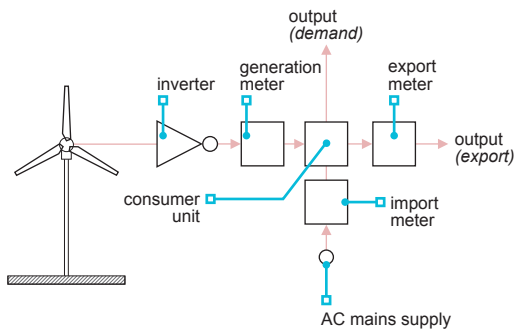 output
(demand)
inverter
generation
meter
export
meter
output
(export)
consumer
unit
import
meter
AC mains supply